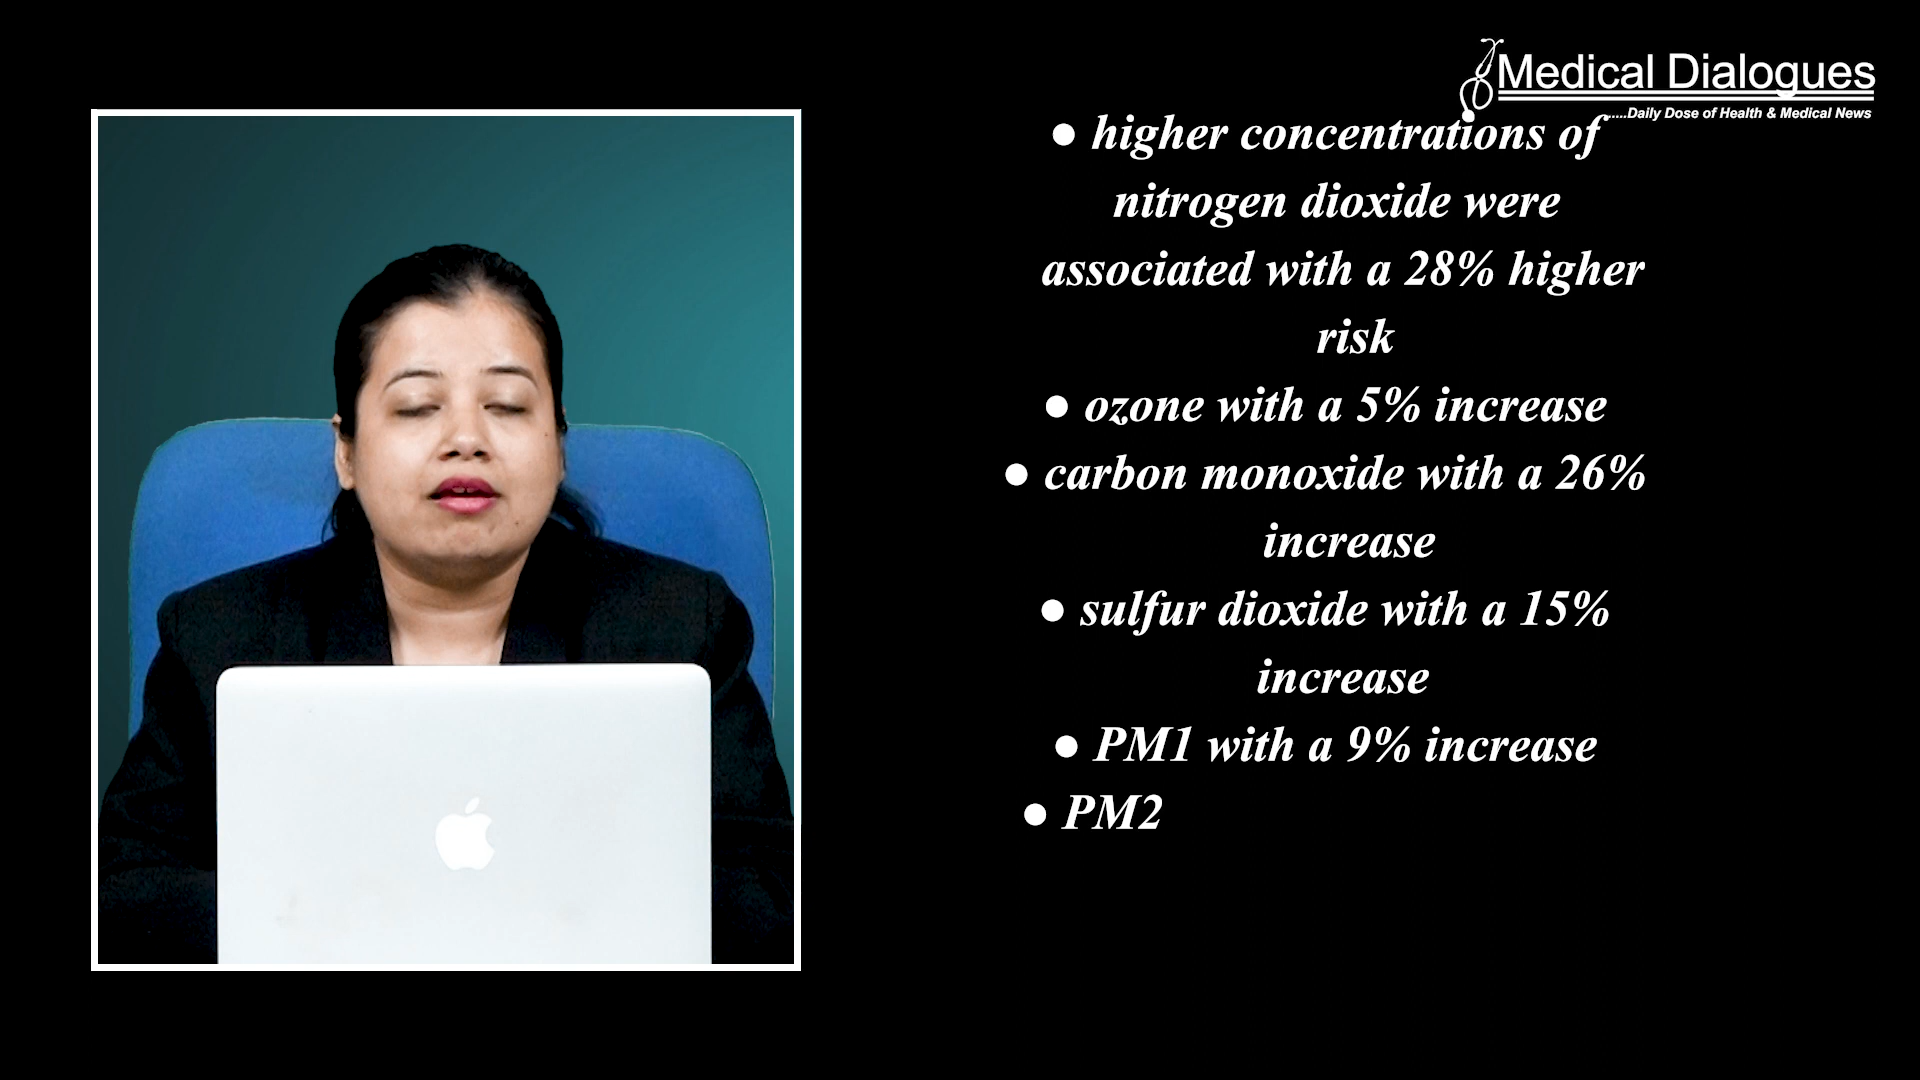 Medical Dialogues
.....Daily Dose of Health & Medical News
● higher concentrations of
nitrogen dioxide were
associated with a 28% higher
risk
● ozone with a 5% increase
● carbon monoxide with a 26%
increase
● sulfur dioxide with a 15%
increase
● PM1 with a 9% increase
● PM2